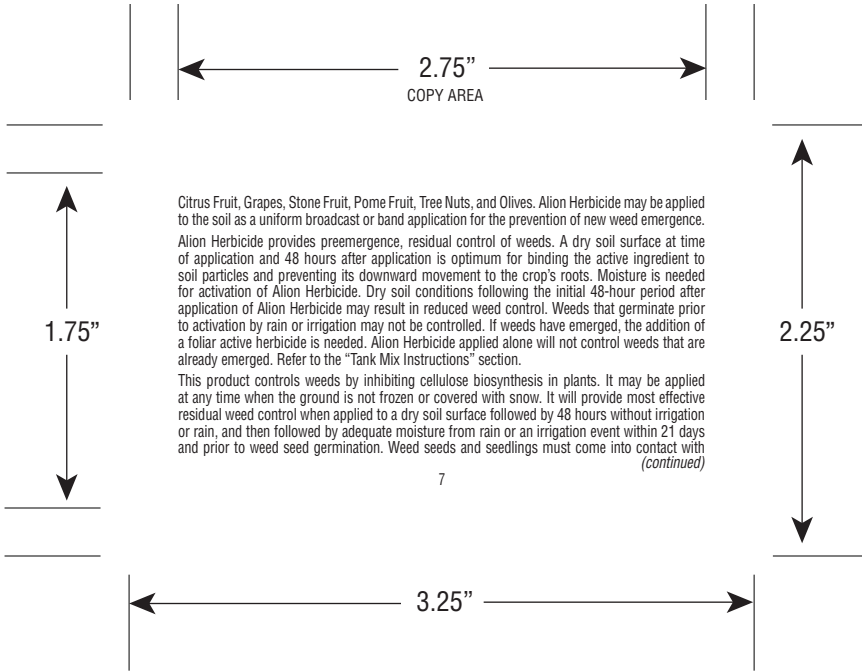 2.75”
COPY AREA
Citrus Fruit, Grapes, Stone Fruit, Pome Fruit, Tree Nuts, and Olives. Alion Herbicide may be applied
to the soil as a uniform broadcast or band application for the prevention of new weed emergence.
Alion Herbicide provides preemergence, residual control of weeds. A dry soil surface at time
of application and 48 hours after application is optimum for binding the active ingredient to
soil particles and preventing its downward movement to the crop’s roots. Moisture is needed
for activation of Alion Herbicide. Dry soil conditions following the initial 48-hour period after
application of Alion Herbicide may result in reduced weed control. Weeds that germinate prior
to activation by rain or irrigation may not be controlled. If weeds have emerged, the addition of
a foliar active herbicide is needed. Alion Herbicide applied alone will not control weeds that are
already emerged. Refer to the “Tank Mix Instructions” section.
This product controls weeds by inhibiting cellulose biosynthesis in plants. It may be applied
at any time when the ground is not frozen or covered with snow. It will provide most effective
residual weed control when applied to a dry soil surface followed by 48 hours without irrigation
or rain, and then followed by adequate moisture from rain or an irrigation event within 21 days
and prior to weed seed germination. Weed seeds and seedlings must come into contact with
(continued)
7
1.75”
2.25”
3.25”